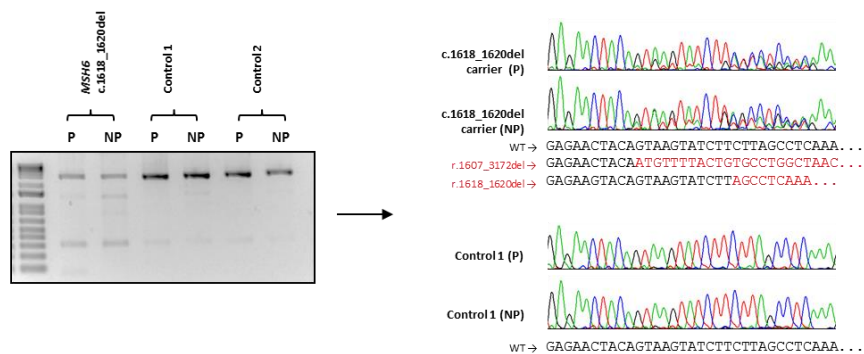 MSH6
c.1618_1620del
Control 1
Control 2
P
NP
P
NP
P
NP
c.1618_1620del
carrier (P)
c.1618_1620del
carrier (NP)
WT→ GAGAACTACAGTAAGTATCTTCTTAGCCTCAAA...
r.1607_3172del→ GAGAACTACAATGTTTTACTGTGCCTGGCTAAC...
r.1618_1620del→ GAGAAGTACAGTAAGTATCTTAGCCTCAAA...
Control 1 (P)
Control 1 (NP)
WT→ GAGAACTACAGTAAGTATCTTCTTAGCCTCAAA...